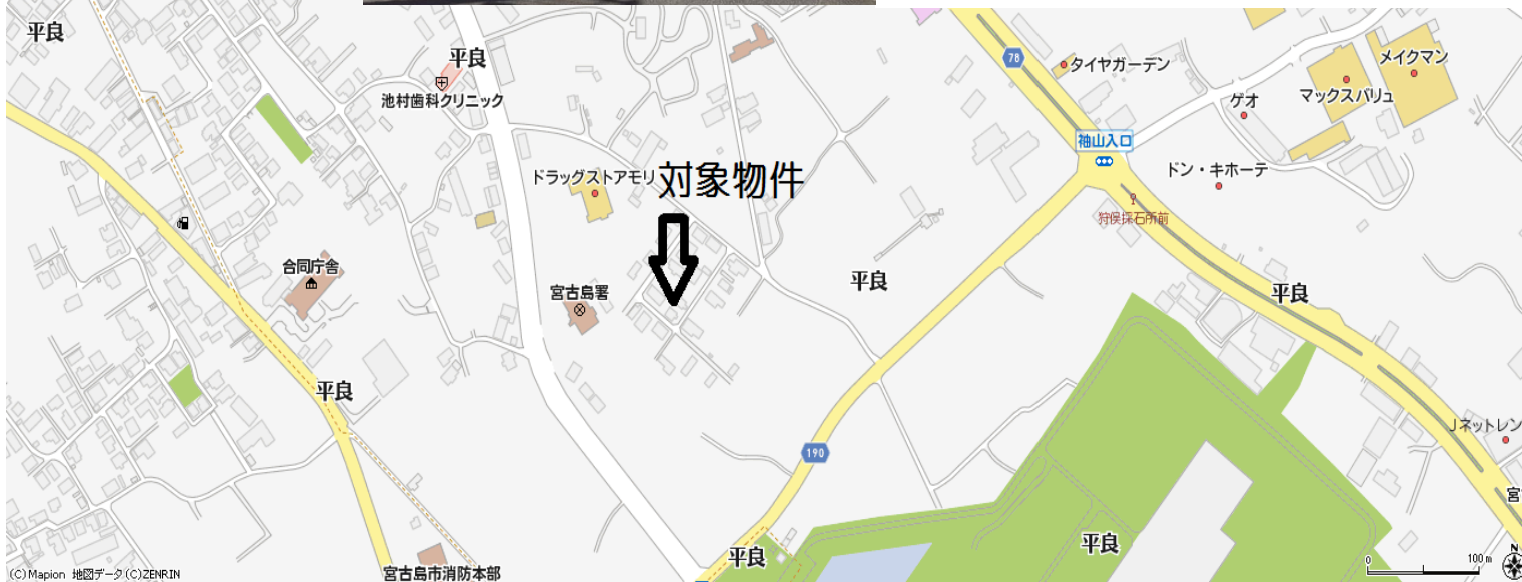 平良
平良
池村歯科クリニック
78
タイヤガーデン
メイクマン
マックスバリュ
ゲオ
袖山入口
ドン・キホーテ
狩俣採石所前
ドラッグストアモリ
対象物件
合同庁舎
宮古島署
平良
平良
平良
190
Jネットレン
宮
平良
平良
宮古島市消防本部
(C)Mapion 地図データ(C)ZENRIN
0 100m
N